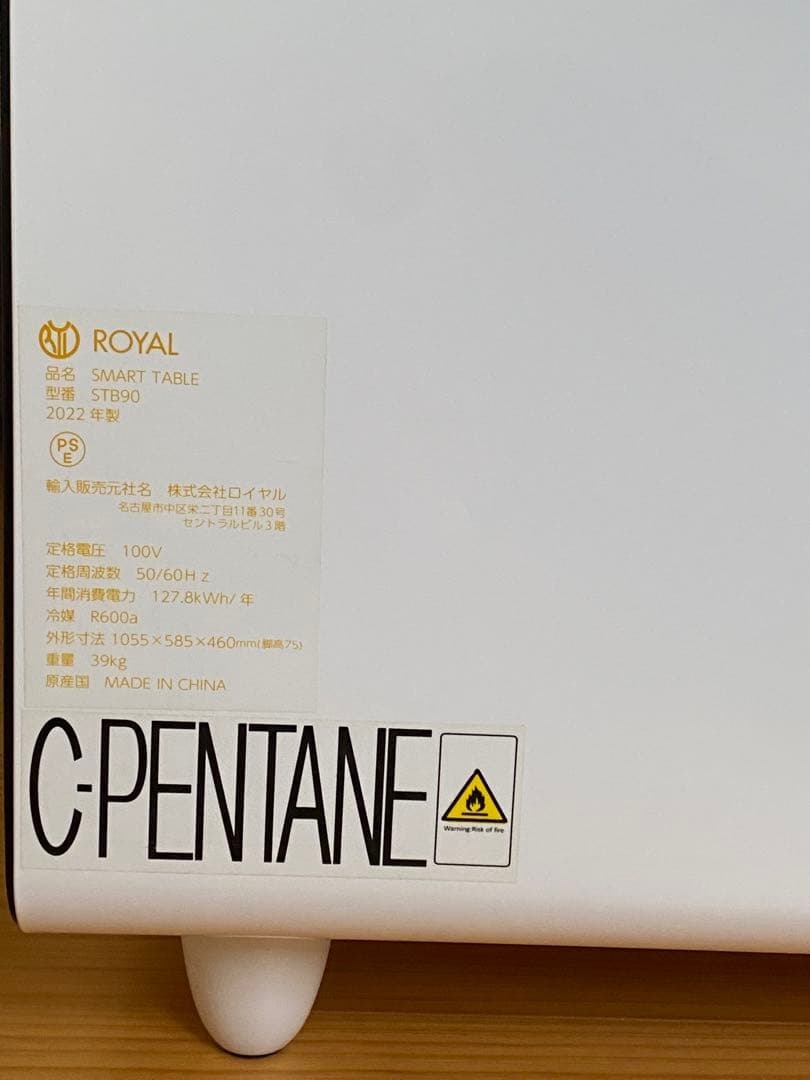 ROYAL
品名 SMART TABLE
型番 STB90
2022年製
PS
E
輸入販売元社名 株式会社ロイヤル
名古屋市中区栄二丁目11番30号
セントラルビル3階
定格電圧 100V
定格周波数 50/60Hz
年間消費電力 127.8kWh/年
冷媒 R600a
外形寸法 1055×585×460mm(脚高75)
重量 39kg
原産国 MADE IN CHINA
C-PENTANE
Warning:Risk of fire